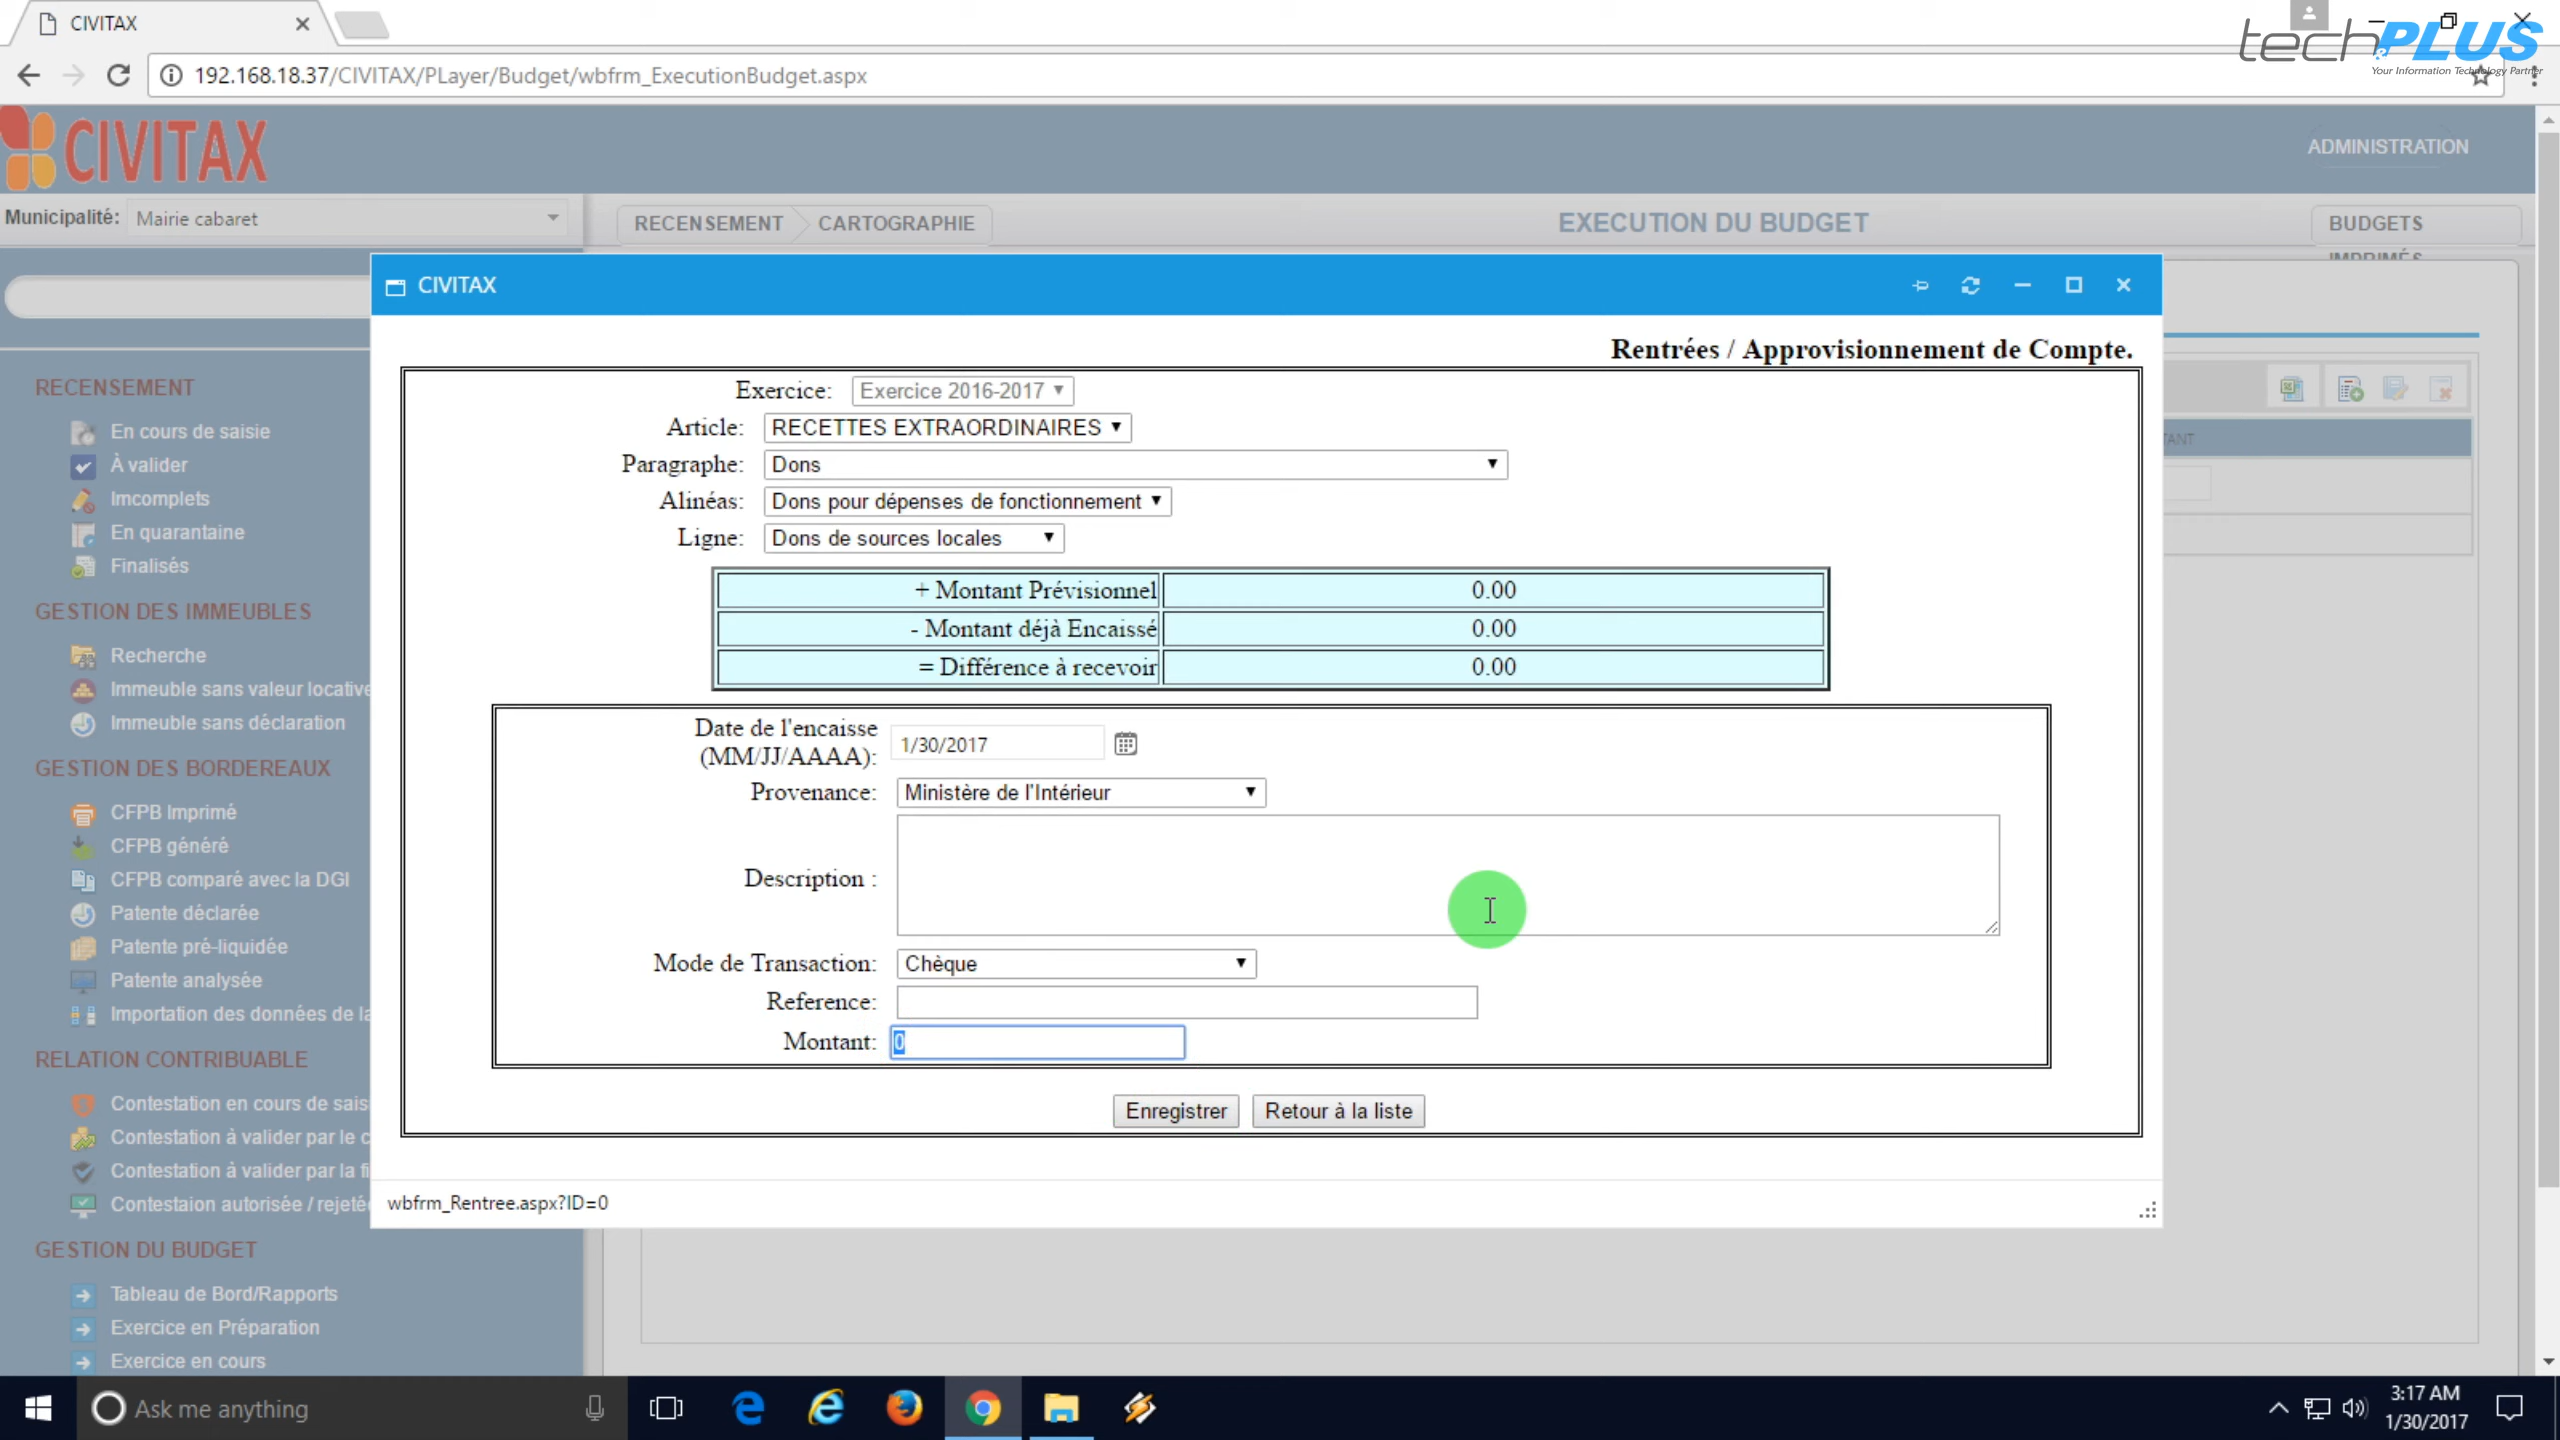 CIVITAX
tech&PLUS
Your Information Technology Partner
192.168.18.37/CIVITAX/PLayer/Budget/wbfrm_ExecutionBudget.aspx
CIVITAX
ADMINISTRATION
Municipalité: Mairie cabaret
RECENSEMENT CARTOGRAPHIE
EXECUTION DU BUDGET
BUDGETS
IMPRIMÉS
CIVITAX
Rentrées / Approvisionnement de Compte.
Exercice: Exercice 2016-2017
Article: RECETTES EXTRAORDINAIRES
Paragraphe: Dons
Alinéas: Dons pour dépenses de fonctionnement
Ligne: Dons de sources locales
+ Montant Prévisionnel 0.00
- Montant déjà Encaissé 0.00
= Différence à recevoir 0.00
Date de l'encaisse
(MM/JJ/AAAA): 1/30/2017
Provenance: Ministère de l'Intérieur
Description :
Mode de Transaction: Chèque
Reference:
Montant: 0
Enregistrer Retour à la liste
wbfrm_Rentree.aspx?ID=0
TANT
RECENSEMENT
En cours de saisie
À valider
Imcomplets
En quarantaine
Finalisés
GESTION DES IMMEUBLES
Recherche
Immeuble sans valeur locative
Immeuble sans déclaration
GESTION DES BORDEREAUX
CFPB Imprimé
CFPB généré
CFPB comparé avec la DGI
Patente déclarée
Patente pré-liquidée
Patente analysée
Importation des données de la
RELATION CONTRIBUABLE
Contestation en cours de sais
Contestation à valider par le c
Contestation à valider par la fi
Contestaion autorisée / rejetée
GESTION DU BUDGET
Tableau de Bord/Rapports
Exercice en Préparation
Exercice en cours
Ask me anything
3:17 AM
1/30/2017